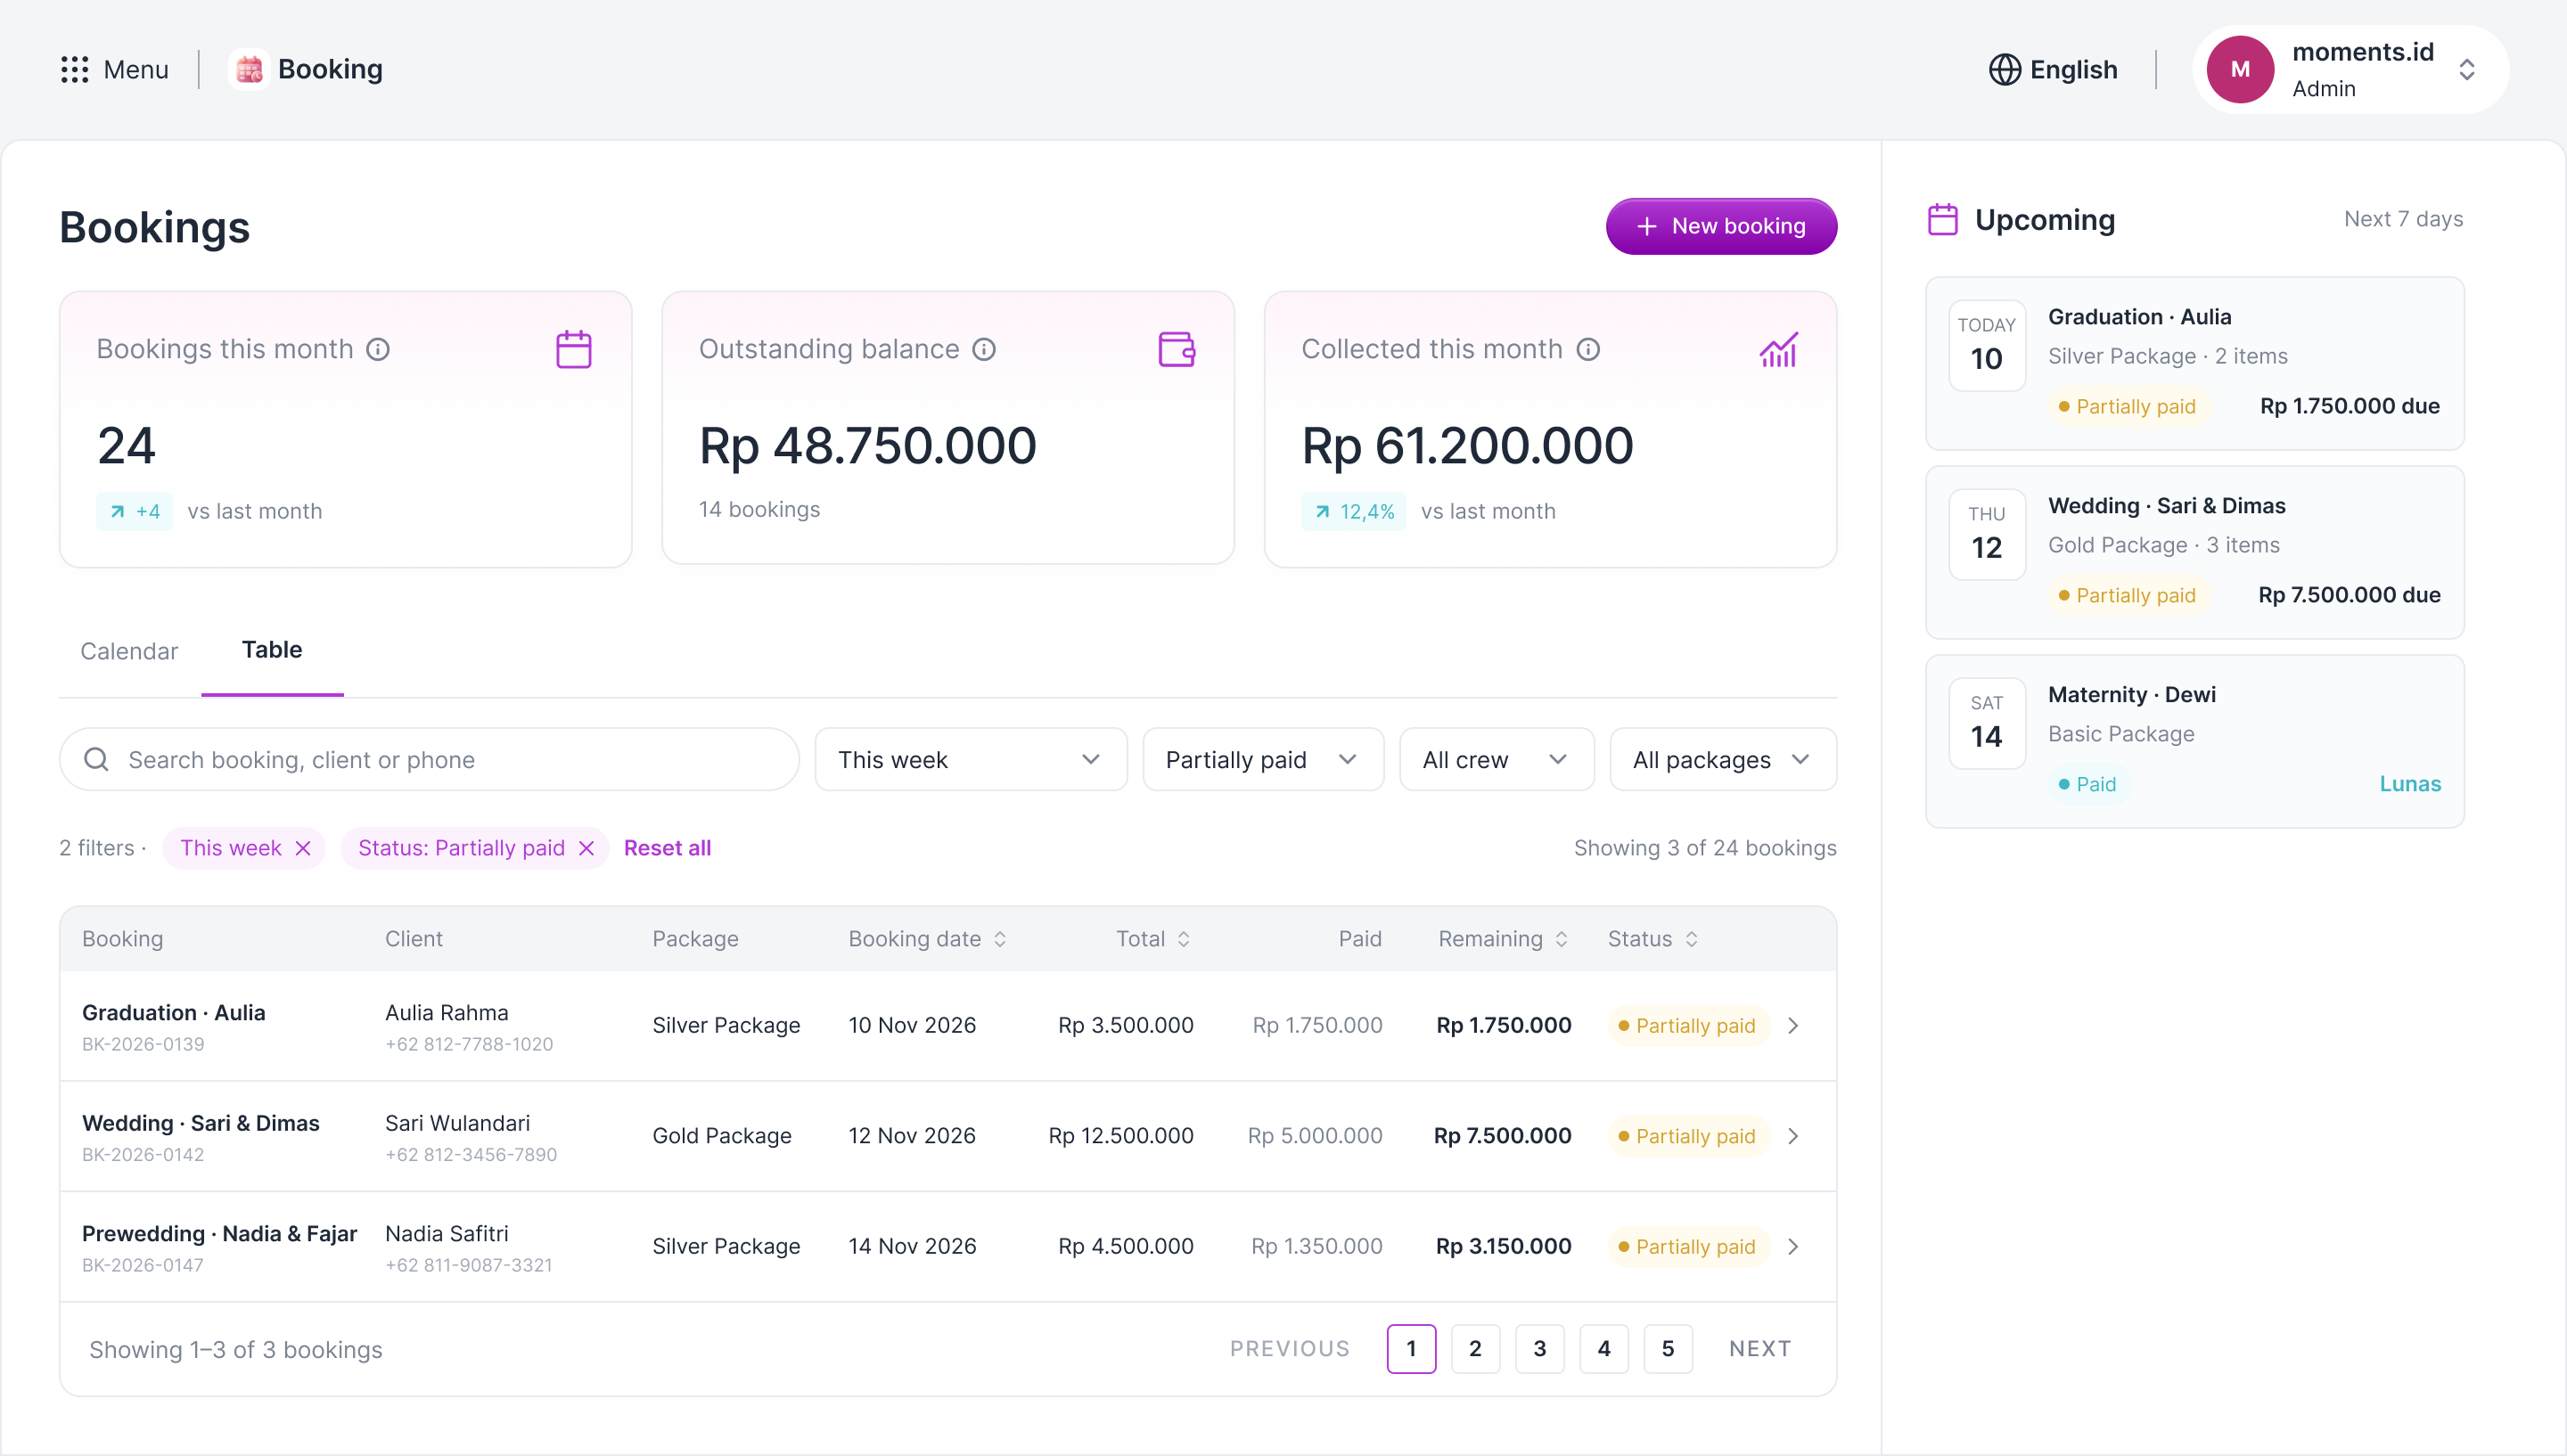 Menu
Booking
English
M
moments.id
Admin
Bookings
+ New booking
Bookings this month
24
+4 vs last month
Outstanding balance
Rp 48.750.000
14 bookings
Collected this month
Rp 61.200.000
12,4% vs last month
Calendar
Table
Search booking, client or phone
This week
Partially paid
All crew
All packages
2 filters ·
This week
Status: Partially paid
Reset all
Showing 3 of 24 bookings
Booking Client Package Booking date Total Paid Remaining Status
Graduation · Aulia
BK-2026-0139
Aulia Rahma
+62 812-7788-1020
Silver Package
10 Nov 2026
Rp 3.500.000
Rp 1.750.000
Rp 1.750.000
Partially paid
Wedding · Sari & Dimas
BK-2026-0142
Sari Wulandari
+62 812-3456-7890
Gold Package
12 Nov 2026
Rp 12.500.000
Rp 5.000.000
Rp 7.500.000
Partially paid
Prewedding · Nadia & Fajar
BK-2026-0147
Nadia Safitri
+62 811-9087-3321
Silver Package
14 Nov 2026
Rp 4.500.000
Rp 1.350.000
Rp 3.150.000
Partially paid
Showing 1–3 of 3 bookings
PREVIOUS 1 2 3 4 5 NEXT
Upcoming
Next 7 days
TODAY
10
Graduation · Aulia
Silver Package · 2 items
Partially paid
Rp 1.750.000 due
THU
12
Wedding · Sari & Dimas
Gold Package · 3 items
Partially paid
Rp 7.500.000 due
SAT
14
Maternity · Dewi
Basic Package
Paid
Lunas